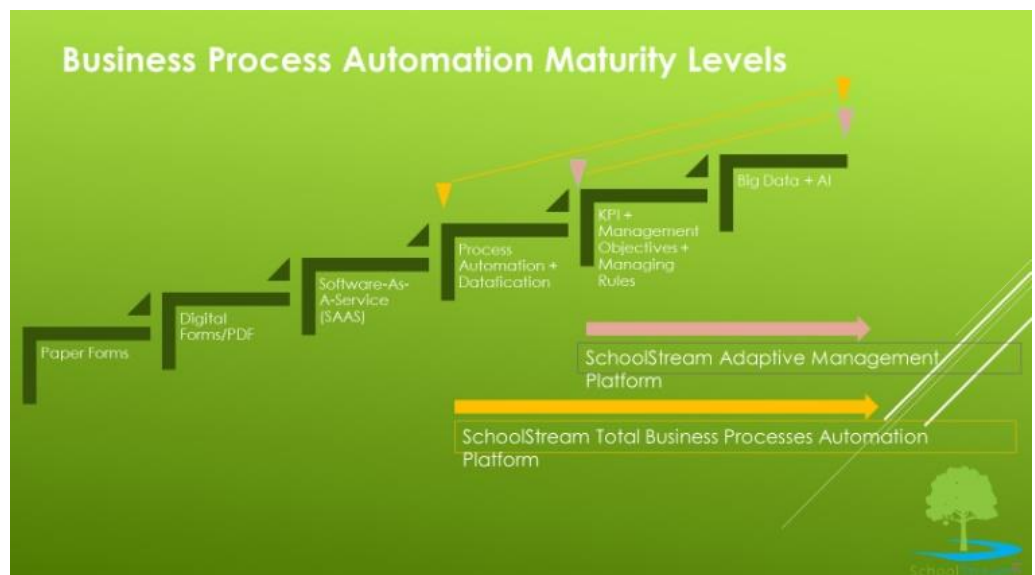 Business Process Automation Maturity Levels
Paper Forms
Digital
Forms/PDF
Software-As-
A-Service
(SAAS)
Process
Automation +
Datafication
KPI +
Management
Objectives +
Managing
Rules
Big Data + AI
SchoolStream Adaptive Management
Platform
SchoolStream Total Business Processes Automation
Platform
SchoolStream